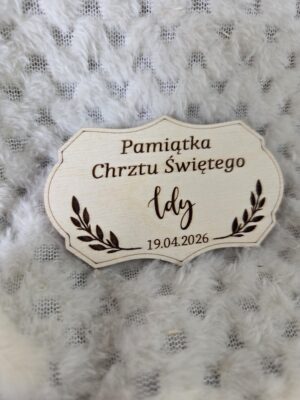 Pamiątka
Chrztu Świętego
Idy
19.04.2026